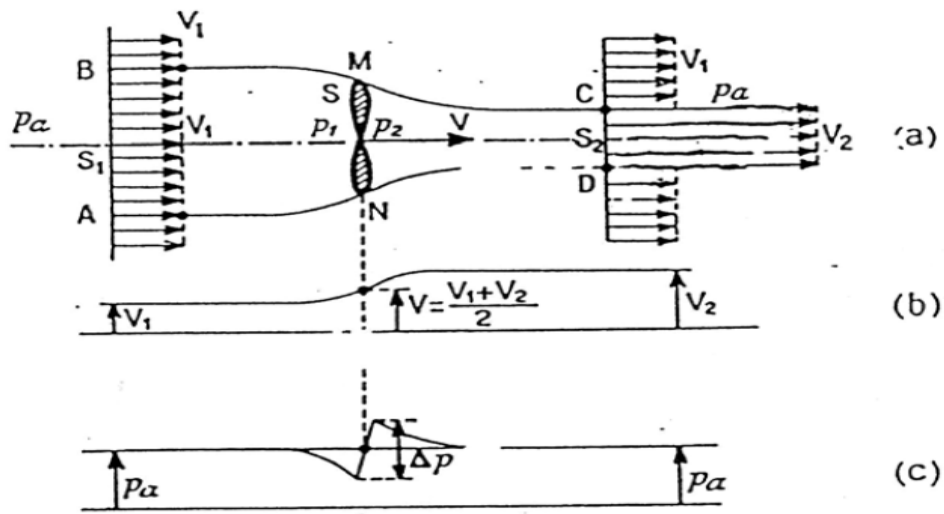 V₁
B M C V₁
S pa
pa V₁ p₁ p₂ V S₂ V₂ (a)
S₁
A N D
V₁ V=V₁+V₂/2 V₂ (b)
Δp
pa pa (c)